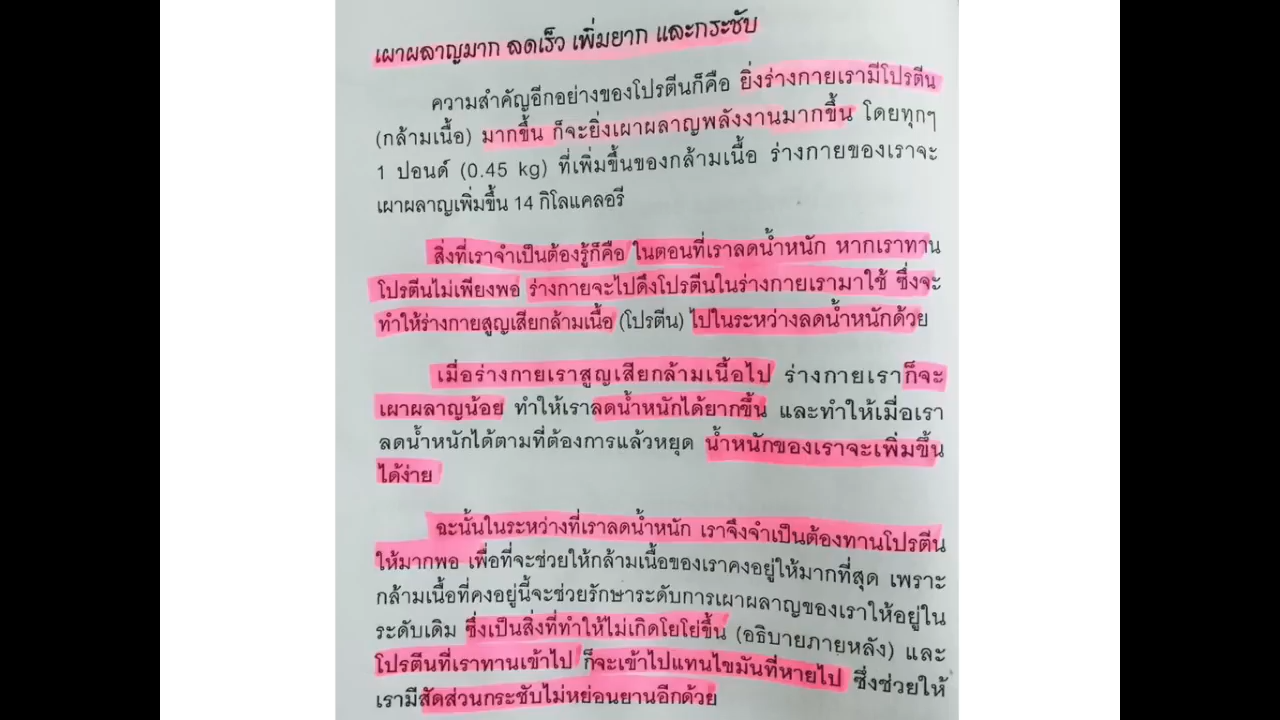 เผาผลาญมาก ลดเร็ว เพิ่มยาก และกระชับ
ความสำคัญอีกอย่างของโปรตีนก็คือ ยิ่งร่างกายเรามีโปรตีน
(กล้ามเนื้อ) มากขึ้น ก็จะยิ่งเผาผลาญพลังงานมากขึ้น โดยทุกๆ
1 ปอนด์ (0.45 kg) ที่เพิ่มขึ้นของกล้ามเนื้อ ร่างกายของเราจะ
เผาผลาญเพิ่มขึ้น 14 กิโลแคลอรี
สิ่งที่เราจำเป็นต้องรู้ก็คือ ในตอนที่เราลดน้ำหนัก หากเราทาน
โปรตีนไม่เพียงพอ ร่างกายจะไปดึงโปรตีนในร่างกายเรามาใช้ ซึ่งจะ
ทำให้ร่างกายสูญเสียกล้ามเนื้อ (โปรตีน) ไปในระหว่างลดน้ำหนักด้วย
เมื่อร่างกายเราสูญเสียกล้ามเนื้อไป ร่างกายเราก็จะ
เผาผลาญน้อย ทำให้เราลดน้ำหนักได้ยากขึ้น และทำให้เมื่อเรา
ลดน้ำหนักได้ตามที่ต้องการแล้วหยุด น้ำหนักของเราจะเพิ่มขึ้น
ได้ง่าย
ฉะนั้นในระหว่างที่เราลดน้ำหนัก เราจึงจำเป็นต้องทานโปรตีน
ให้มากพอ เพื่อที่จะช่วยให้กล้ามเนื้อของเราคงอยู่ให้มากที่สุด เพราะ
กล้ามเนื้อที่คงอยู่นี้จะช่วยรักษาระดับการเผาผลาญของเราให้อยู่ใน
ระดับเดิม ซึ่งเป็นสิ่งที่ทำให้ไม่เกิดโยโย่ขึ้น (อธิบายภายหลัง) และ
โปรตีนที่เราทานเข้าไป ก็จะเข้าไปแทนไขมันที่หายไป ซึ่งช่วยให้
เรามีสัดส่วนกระชับไม่หย่อนยานอีกด้วย